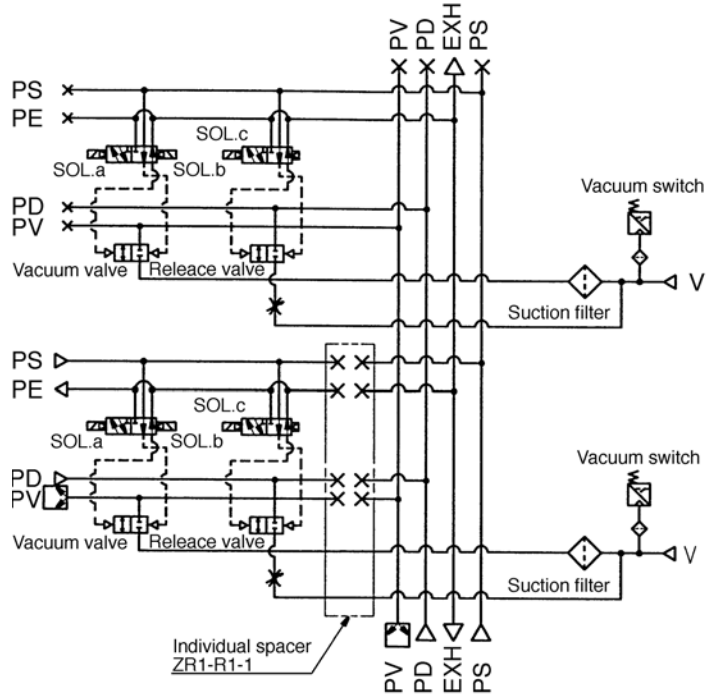 PV PD EXH PS
PS
PE
SOL.c
SOL.a SOL.b
PD
PV
Vacuum switch
Vacuum valve Releace valve
V
Suction filter
PS
PE
SOL.c
SOL.a SOL.b
PD
PV
Vacuum switch
Vacuum valve Releace valve
V
Suction filter
Individual spacer
ZR1-R1-1
PV PD EXH PS